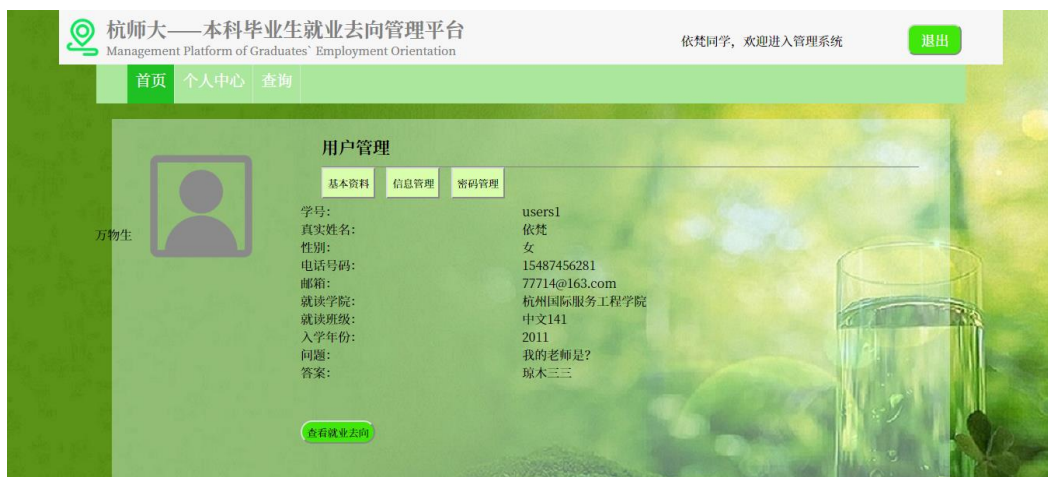 杭师大——本科毕业生就业去向管理平台
Management Platform of Graduates` Employment Orientation
依梵同学，欢迎进入管理系统
退出
首页 个人中心 查询
用户管理
基本资料 信息管理 密码管理
万物生
学号： users1
真实姓名： 依梵
性别： 女
电话号码： 15487456281
邮箱： 77714@163.com
就读学院： 杭州国际服务工程学院
就读班级： 中文141
入学年份： 2011
问题： 我的老师是？
答案： 琼木三三
查看就业去向